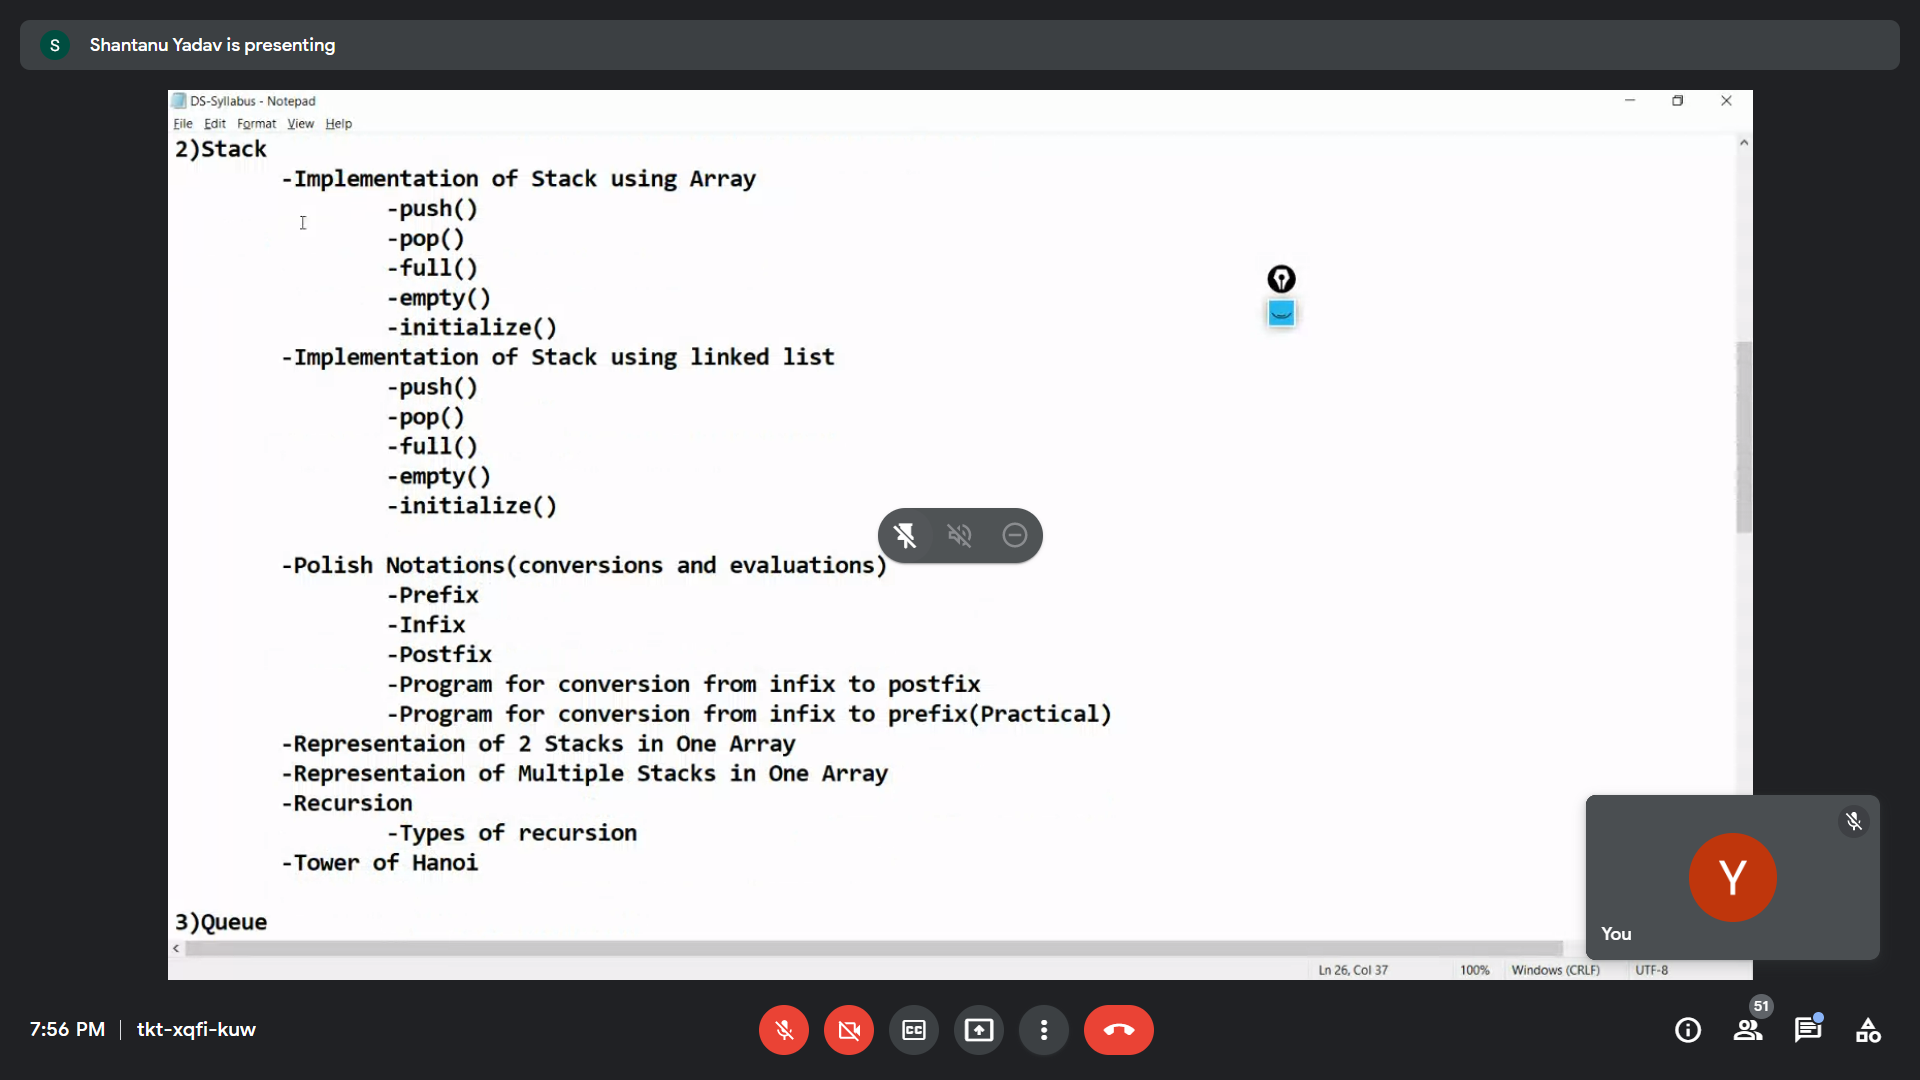 S Shantanu Yadav is presenting
DS-Syllabus - Notepad
File Edit Format View Help
2)Stack
-Implementation of Stack using Array
-push()
-pop()
-full()
-empty()
-initialize()
-Implementation of Stack using linked list
-push()
-pop()
-full()
-empty()
-initialize()
-Polish Notations(conversions and evaluations)
-Prefix
-Infix
-Postfix
-Program for conversion from infix to postfix
-Program for conversion from infix to prefix(Practical)
-Representaion of 2 Stacks in One Array
-Representaion of Multiple Stacks in One Array
-Recursion
-Types of recursion
-Tower of Hanoi
3)Queue
Y
You
Ln 26, Col 37 100% Windows (CRLF) UTF-8
7:56 PM | tkt-xqfi-kuw
CC
51